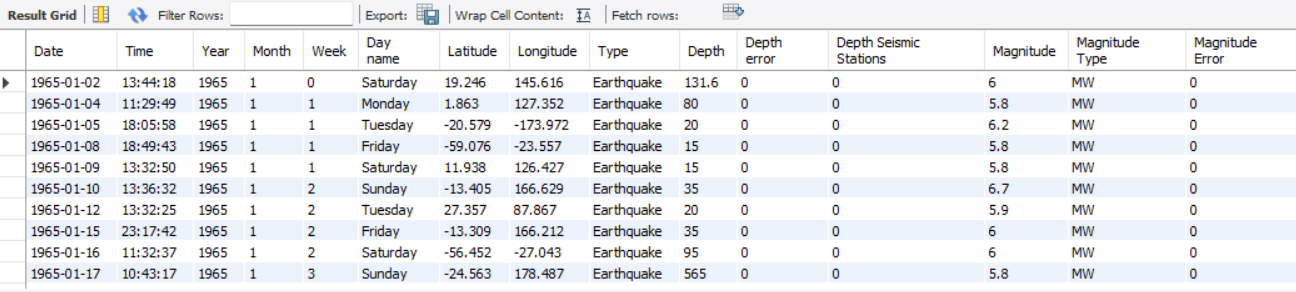 Result Grid Filter Rows: Export: Wrap Cell Content: Fetch rows:
Date Time Year Month Week Day name Latitude Longitude Type Depth Depth error Depth Seismic Stations Magnitude Magnitude Type Magnitude Error
1965-01-02 13:44:18 1965 1 0 Saturday 19.246 145.616 Earthquake 131.6 0 0 6 MW 0
1965-01-04 11:29:49 1965 1 1 Monday 1.863 127.352 Earthquake 80 0 0 5.8 MW 0
1965-01-05 18:05:58 1965 1 1 Tuesday -20.579 -173.972 Earthquake 20 0 0 6.2 MW 0
1965-01-08 18:49:43 1965 1 1 Friday -59.076 -23.557 Earthquake 15 0 0 5.8 MW 0
1965-01-09 13:32:50 1965 1 1 Saturday 11.938 126.427 Earthquake 15 0 0 5.8 MW 0
1965-01-10 13:36:32 1965 1 2 Sunday -13.405 166.629 Earthquake 35 0 0 6.7 MW 0
1965-01-12 13:32:25 1965 1 2 Tuesday 27.357 87.867 Earthquake 20 0 0 5.9 MW 0
1965-01-15 23:17:42 1965 1 2 Friday -13.309 166.212 Earthquake 35 0 0 6 MW 0
1965-01-16 11:32:37 1965 1 2 Saturday -56.452 -27.043 Earthquake 95 0 0 6 MW 0
1965-01-17 10:43:17 1965 1 3 Sunday -24.563 178.487 Earthquake 565 0 0 5.8 MW 0